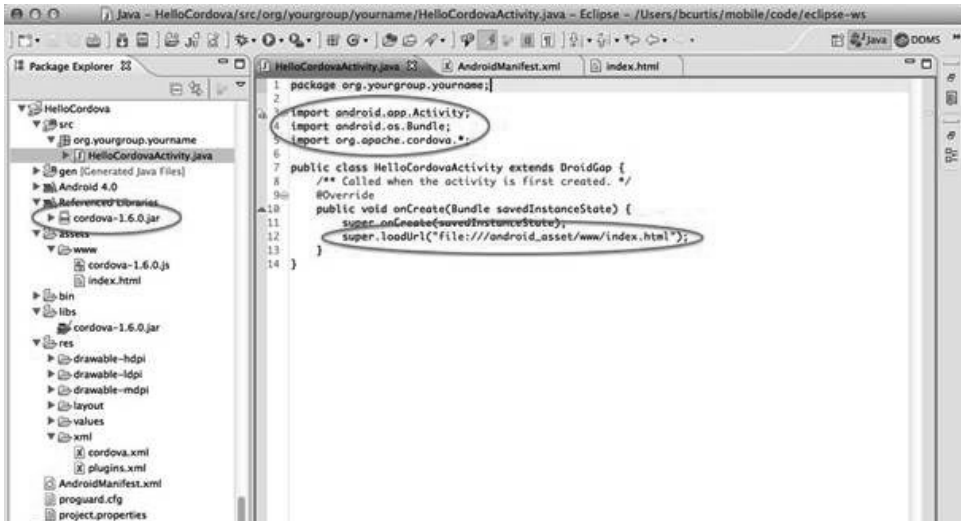 Java - HelloCordova/src/org/yourgroup/yourname/HelloCordovaActivity.java - Eclipse - /Users/bcurtis/mobile/code/eclipse-ws
Java
DDMS
Package Explorer
HelloCordova
src
org.yourgroup.yourname
HelloCordovaActivity.java
gen [Generated Java Files]
Android 4.0
Referenced Libraries
cordova-1.6.0.jar
assets
www
cordova-1.6.0.js
index.html
bin
libs
cordova-1.6.0.jar
res
drawable-hdpi
drawable-ldpi
drawable-mdpi
layout
values
xml
cordova.xml
plugins.xml
AndroidManifest.xml
proguard.cfg
project.properties
HelloCordovaActivity.java
AndroidManifest.xml
index.html
1 package org.yourgroup.yourname;
2
3 import android.app.Activity;
4 import android.os.Bundle;
5 import org.apache.cordova.*;
6
7 public class HelloCordovaActivity extends DroidGap {
8 /** Called when the activity is first created. */
9 @Override
10 public void onCreate(Bundle savedInstanceState) {
11 super.onCreate(savedInstanceState);
12 super.loadUrl("file:///android_asset/www/index.html");
13 }
14 }